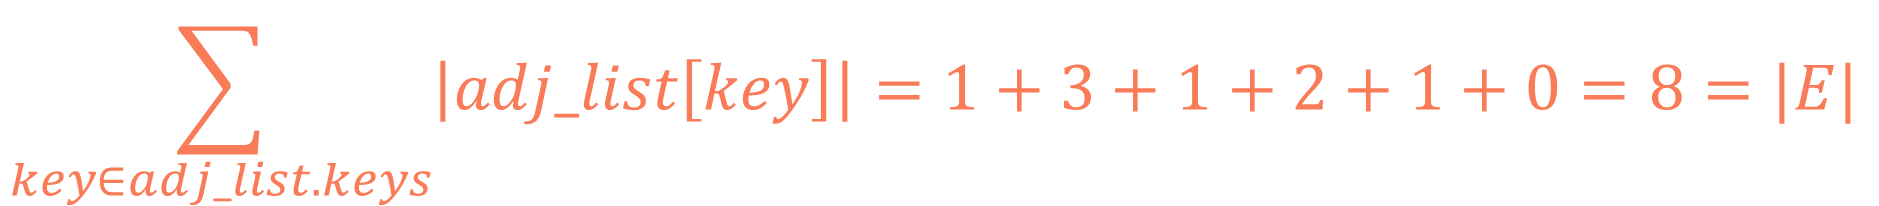 ∑ |adj_list[key]| = 1 + 3 + 1 + 2 + 1 + 0 = 8 = |E|
key∈adj_list.keys